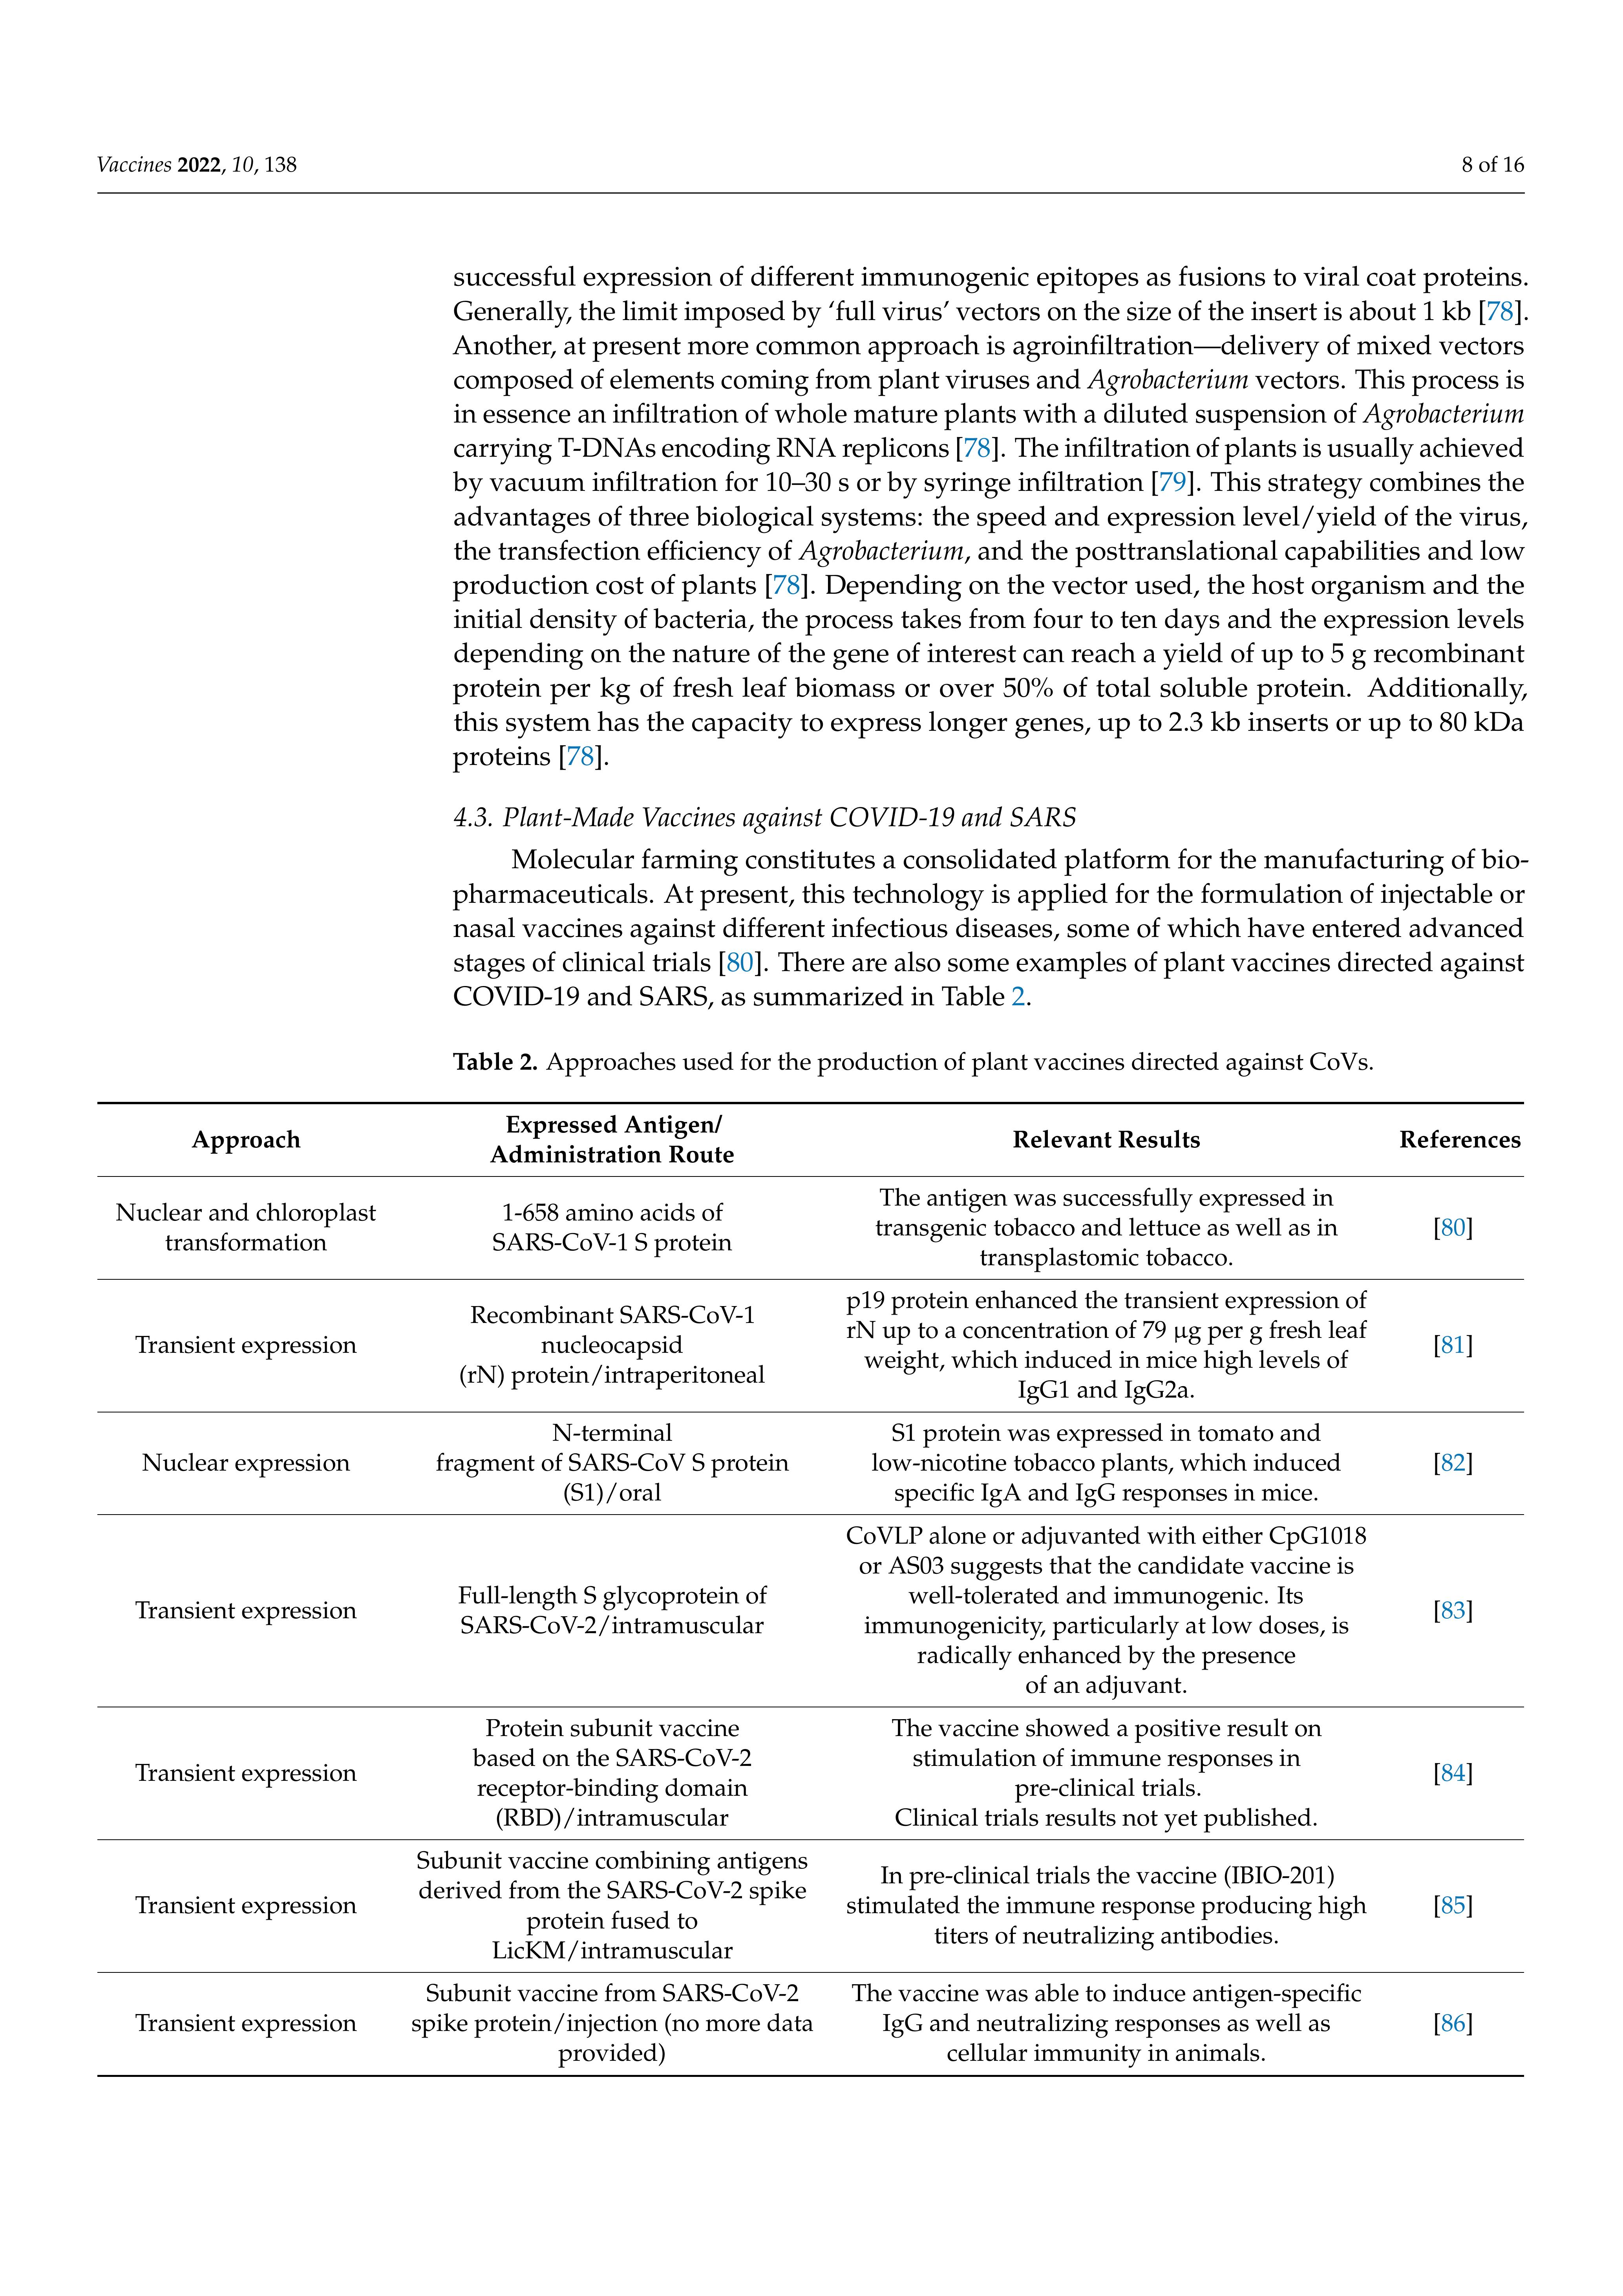 Vaccines 2022, 10, 138
8 of 16
successful expression of different immunogenic epitopes as fusions to viral coat proteins.
Generally, the limit imposed by ‘full virus’ vectors on the size of the insert is about 1 kb [78].
Another, at present more common approach is agroinfiltration—delivery of mixed vectors
composed of elements coming from plant viruses and Agrobacterium vectors. This process is
in essence an infiltration of whole mature plants with a diluted suspension of Agrobacterium
carrying T-DNAs encoding RNA replicons [78]. The infiltration of plants is usually achieved
by vacuum infiltration for 10–30 s or by syringe infiltration [79]. This strategy combines the
advantages of three biological systems: the speed and expression level/yield of the virus,
the transfection efficiency of Agrobacterium, and the posttranslational capabilities and low
production cost of plants [78]. Depending on the vector used, the host organism and the
initial density of bacteria, the process takes from four to ten days and the expression levels
depending on the nature of the gene of interest can reach a yield of up to 5 g recombinant
protein per kg of fresh leaf biomass or over 50% of total soluble protein. Additionally,
this system has the capacity to express longer genes, up to 2.3 kb inserts or up to 80 kDa
proteins [78].
4.3. Plant-Made Vaccines against COVID-19 and SARS
Molecular farming constitutes a consolidated platform for the manufacturing of bio-
pharmaceuticals. At present, this technology is applied for the formulation of injectable or
nasal vaccines against different infectious diseases, some of which have entered advanced
stages of clinical trials [80]. There are also some examples of plant vaccines directed against
COVID-19 and SARS, as summarized in Table 2.
Table 2. Approaches used for the production of plant vaccines directed against CoVs.
Approach
Expressed Antigen/
Administration Route
Relevant Results
References
Nuclear and chloroplast
transformation
1-658 amino acids of
SARS-CoV-1 S protein
The antigen was successfully expressed in
transgenic tobacco and lettuce as well as in
transplastomic tobacco.
[80]
Transient expression
Recombinant SARS-CoV-1
nucleocapsid
(rN) protein/intraperitoneal
p19 protein enhanced the transient expression of
rN up to a concentration of 79 µg per g fresh leaf
weight, which induced in mice high levels of
IgG1 and IgG2a.
[81]
Nuclear expression
N-terminal
fragment of SARS-CoV S protein
(S1)/oral
S1 protein was expressed in tomato and
low-nicotine tobacco plants, which induced
specific IgA and IgG responses in mice.
[82]
Transient expression
Full-length S glycoprotein of
SARS-CoV-2/intramuscular
CoVLP alone or adjuvanted with either CpG1018
or AS03 suggests that the candidate vaccine is
well-tolerated and immunogenic. Its
immunogenicity, particularly at low doses, is
radically enhanced by the presence
of an adjuvant.
[83]
Transient expression
Protein subunit vaccine
based on the SARS-CoV-2
receptor-binding domain
(RBD)/intramuscular
The vaccine showed a positive result on
stimulation of immune responses in
pre-clinical trials.
Clinical trials results not yet published.
[84]
Transient expression
Subunit vaccine combining antigens
derived from the SARS-CoV-2 spike
protein fused to
LicKM/intramuscular
In pre-clinical trials the vaccine (IBIO-201)
stimulated the immune response producing high
titers of neutralizing antibodies.
[85]
Transient expression
Subunit vaccine from SARS-CoV-2
spike protein/injection (no more data
provided)
The vaccine was able to induce antigen-specific
IgG and neutralizing responses as well as
cellular immunity in animals.
[86]